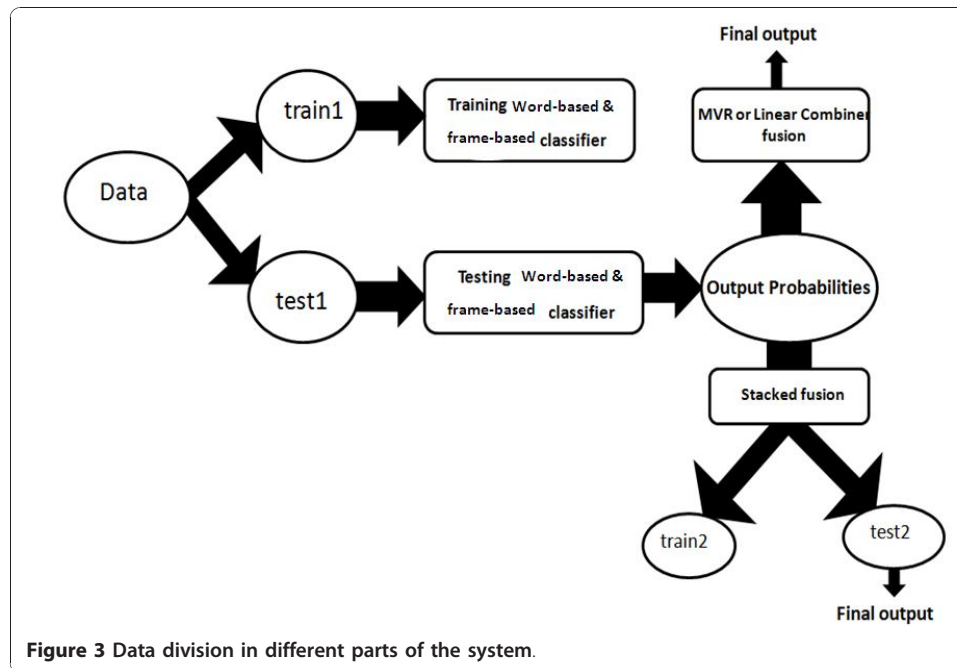 Final output
MVR or Linear Combiner
fusion
train1
Training Word-based &
frame-based classifier
Data
test1
Testing Word-based &
frame-based classifier
Output Probabilities
Stacked fusion
train2
test2
Final output
Figure 3 Data division in different parts of the system.